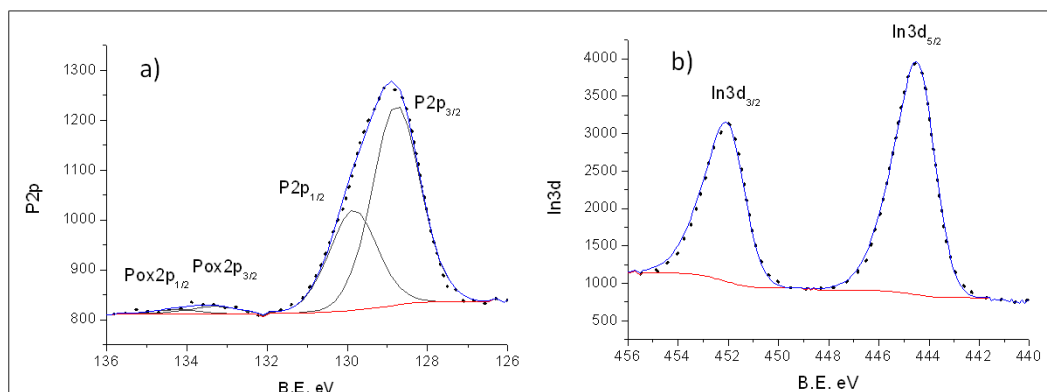 a)
P2p
1300
1200
1100
1000
900
800
P2p3/2
P2p1/2
Pox2p1/2
Pox2p3/2
136 134 132 130 128 126
B.E. eV
b)
In3d
4000
3500
3000
2500
2000
1500
1000
500
In3d5/2
In3d3/2
456 454 452 450 448 446 444 442 440
B.E. eV